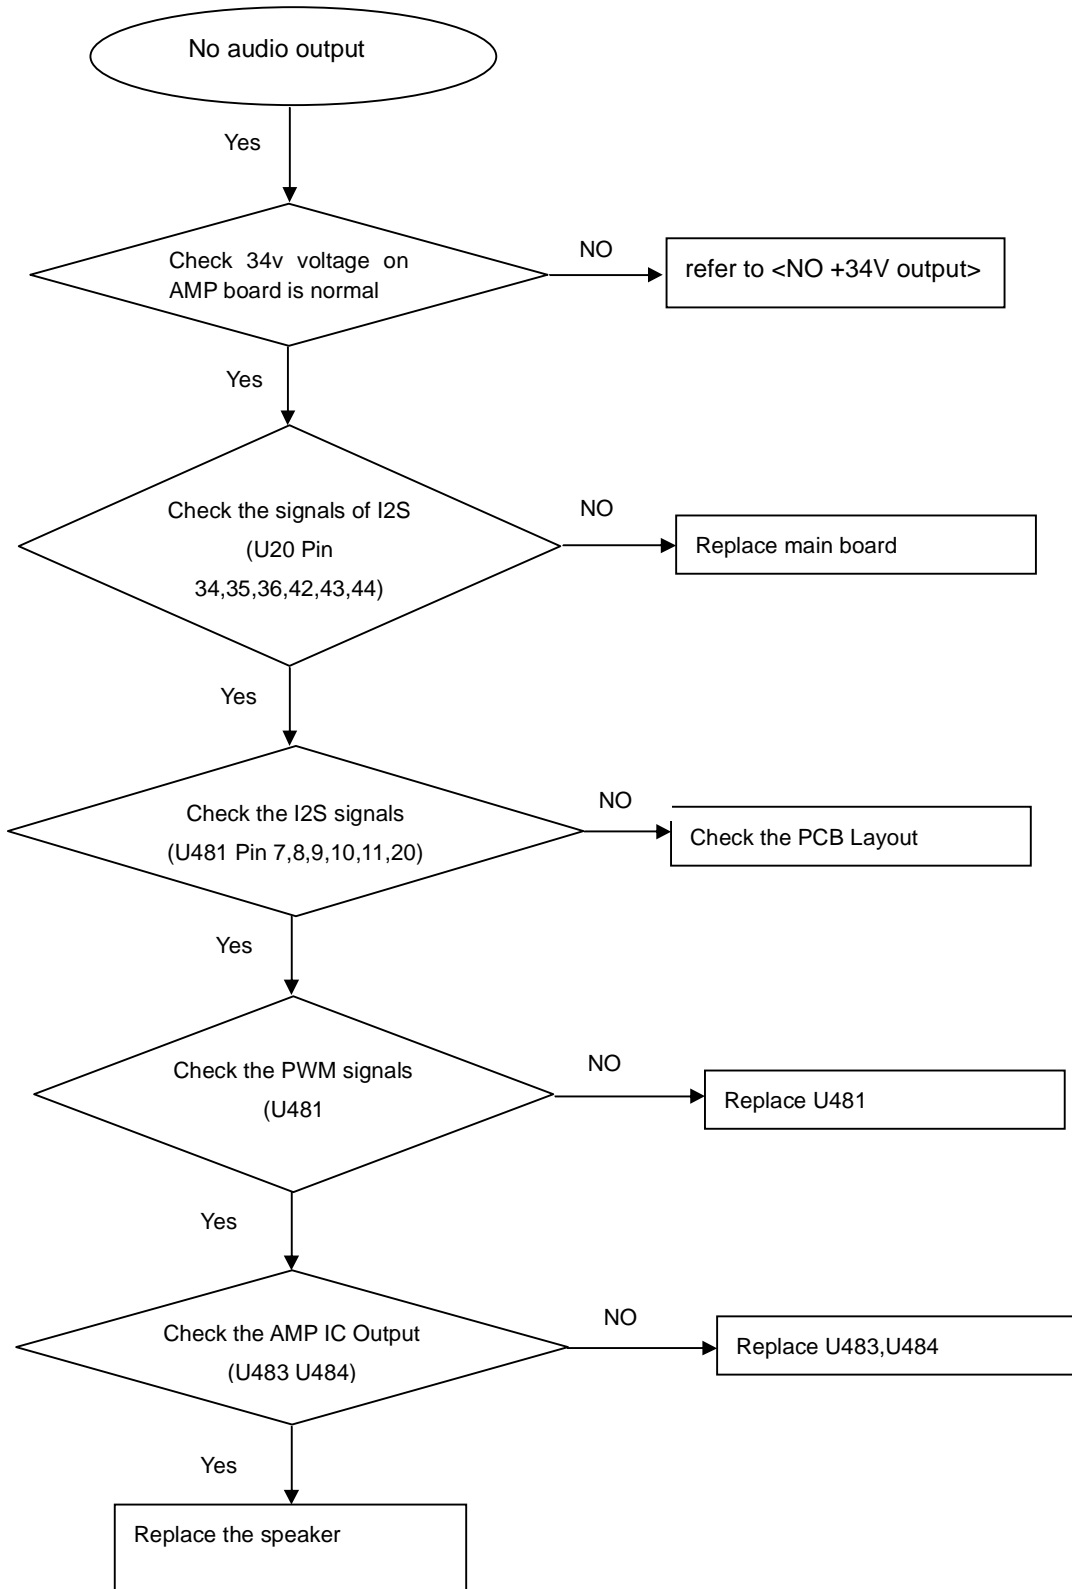 No audio output
Yes
Check 34v voltage on
AMP board is normal
NO
refer to <NO +34V output>
Yes
Check the signals of I2S
(U20 Pin
34,35,36,42,43,44)
NO
Replace main board
Yes
Check the I2S signals
(U481 Pin 7,8,9,10,11,20)
NO
Check the PCB Layout
Yes
Check the PWM signals
(U481
NO
Replace U481
Yes
Check the AMP IC Output
(U483 U484)
NO
Replace U483,U484
Yes
Replace the speaker